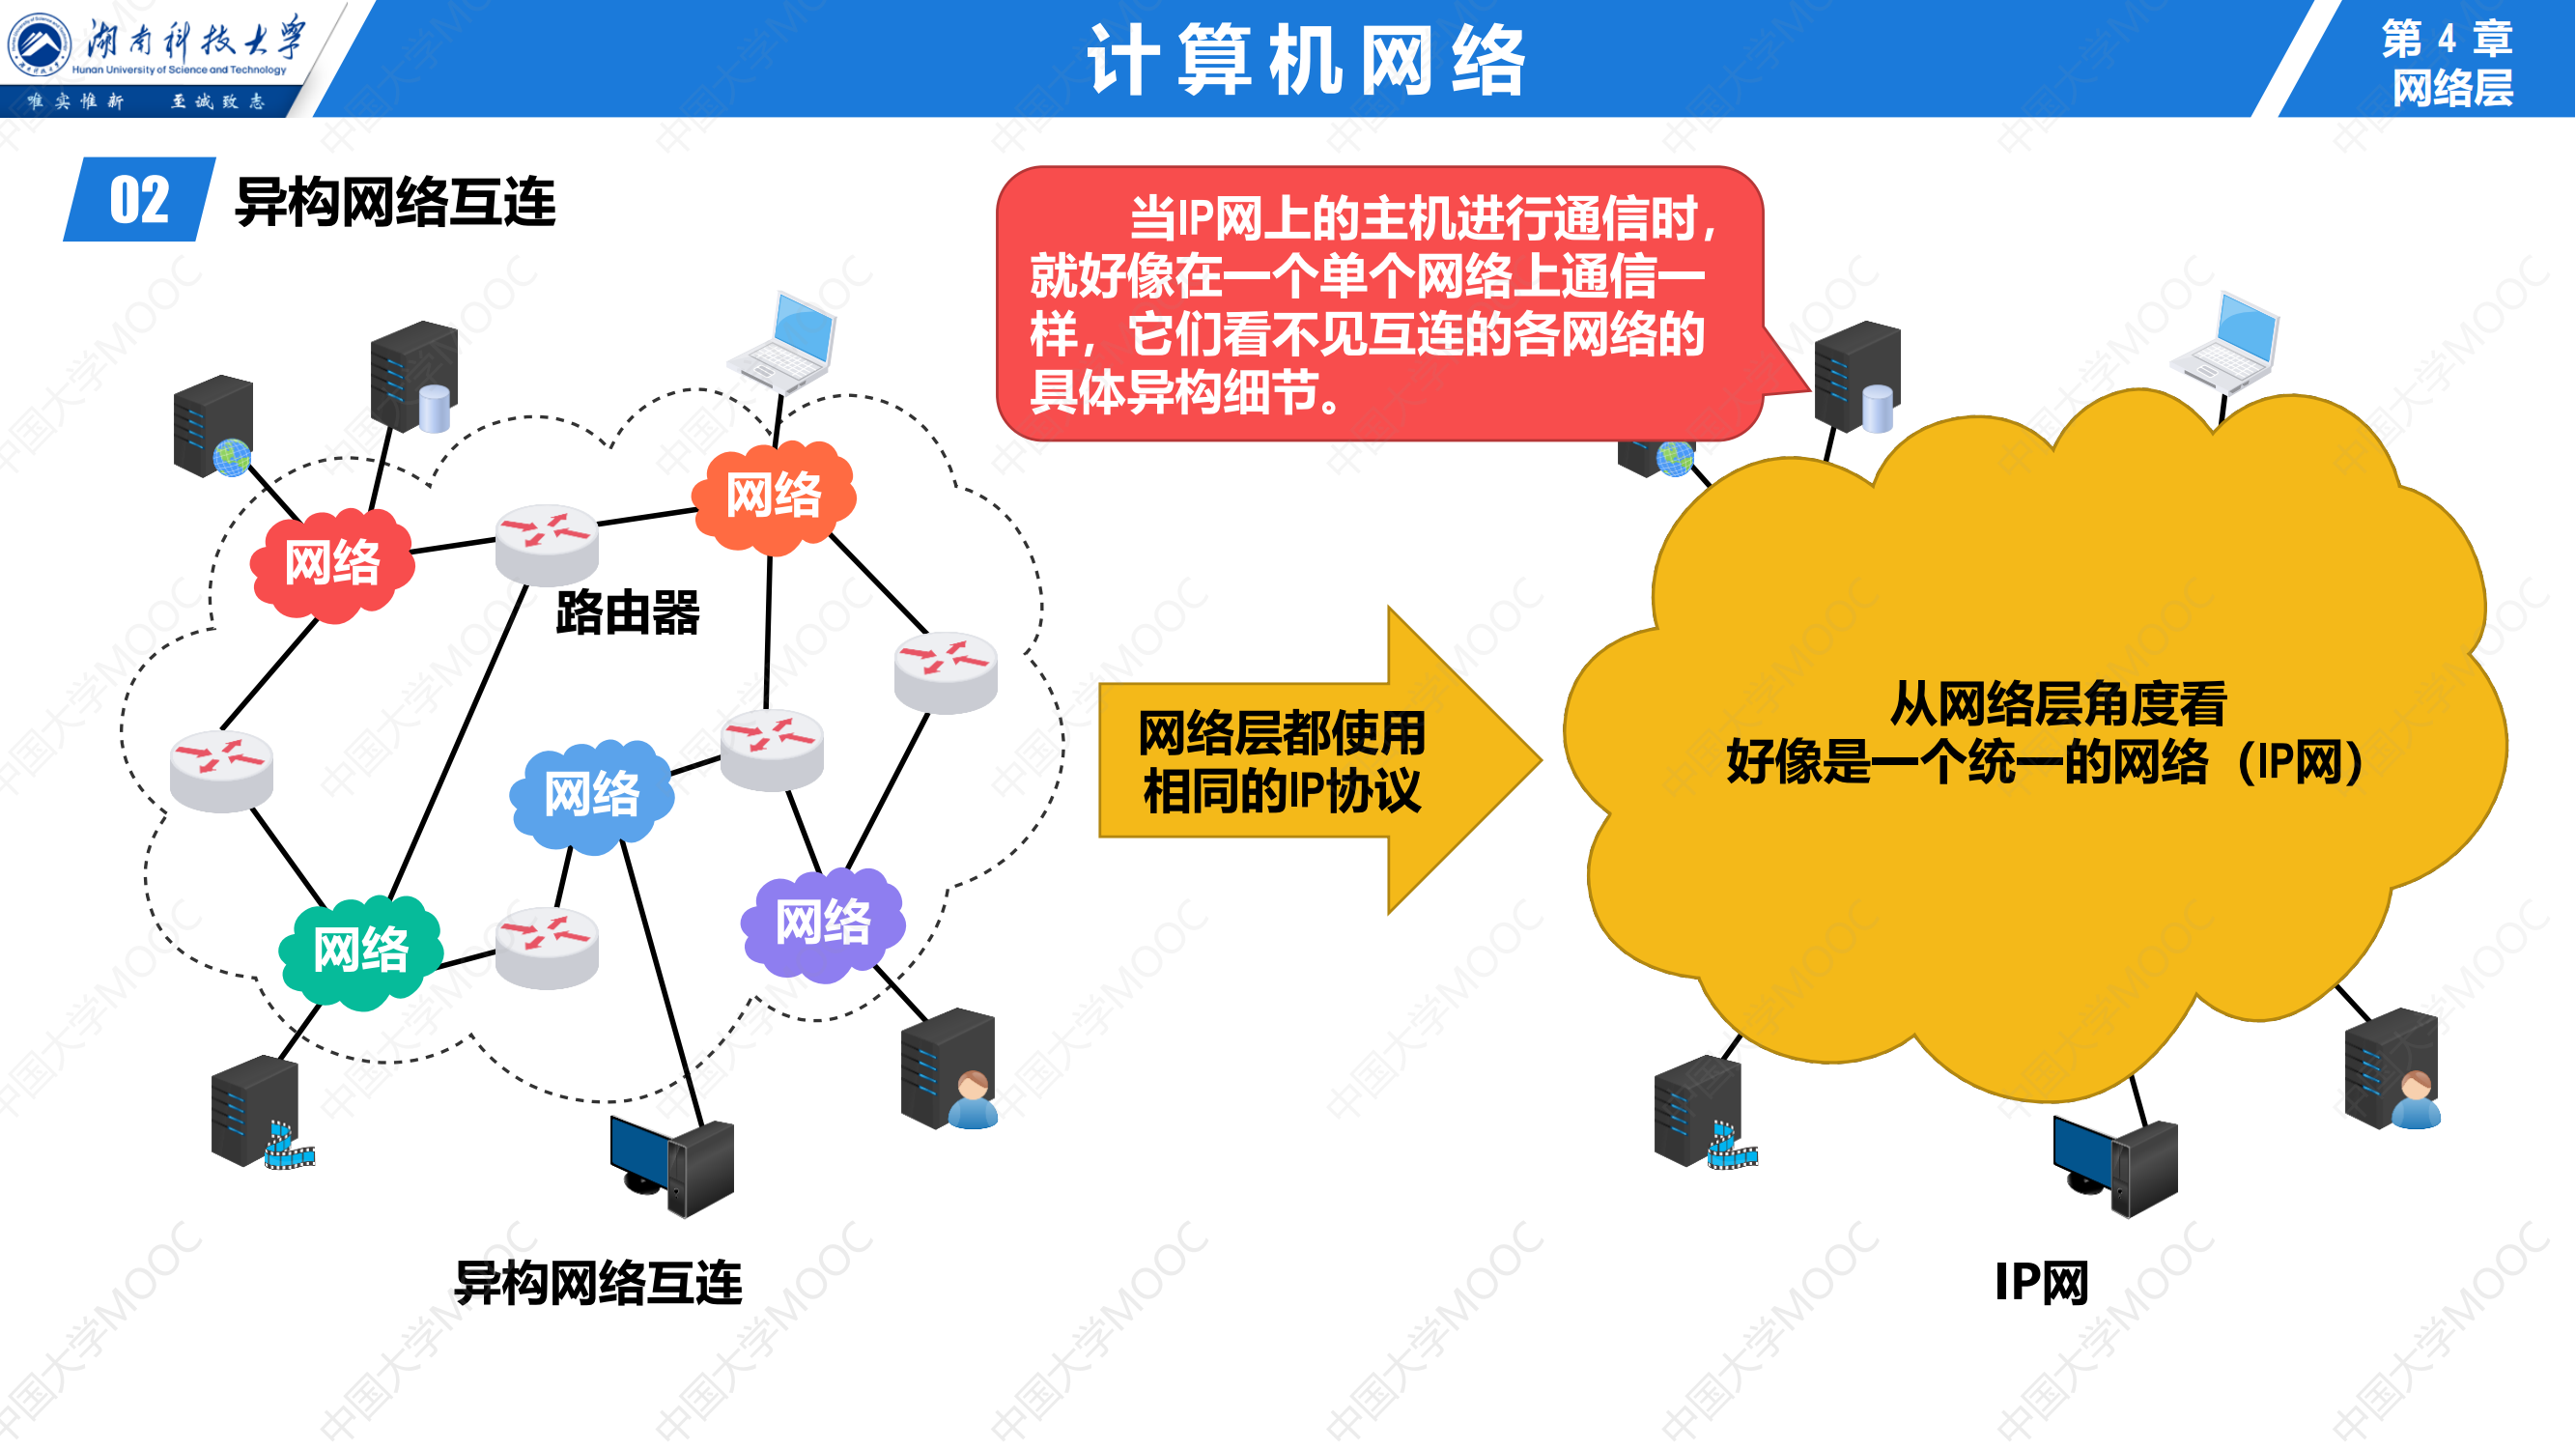 湖南科技大学
Hunan University of Science and Technology
唯实惟新 至诚致志
计算机网络
第 4 章
网络层
02
异构网络互连
当IP网上的主机进行通信时，
就好像在一个单个网络上通信一
样，它们看不见互连的各网络的
具体异构细节。
网络
网络
路由器
网络
网络
网络
网络层都使用
相同的IP协议
从网络层角度看
好像是一个统一的网络（IP网）
异构网络互连
IP网
中国大学MOOC